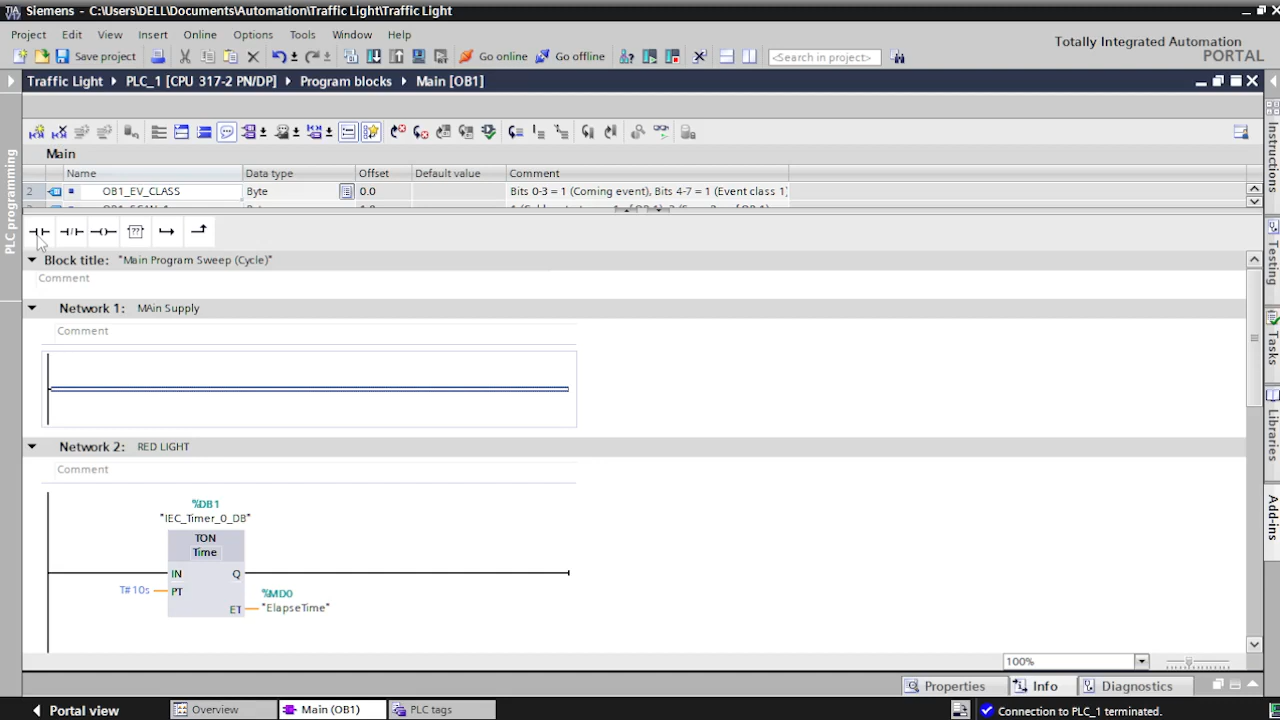 Siemens - C:\Users\DELL\Documents\Automation\Traffic Light\Traffic Light
Project Edit View Insert Online Options Tools Window Help
Totally Integrated Automation
PORTAL
Save project Go online Go offline <Search in project>
Traffic Light PLC_1 [CPU 317-2 PN/DP] Program blocks Main [OB1]
Main
Name Data type Offset Default value Comment
2 OB1_EV_CLASS Byte 0.0 Bits 0-3 = 1 (Coming event), Bits 4-7 = 1 (Event class 1)
??
Block title: "Main Program Sweep (Cycle)"
Comment
Network 1: MAin Supply
Comment
Network 2: RED LIGHT
Comment
%DB1
"IEC_Timer_0_DB"
TON
Time
IN Q
T#10s PT
%MD0
ET "ElapseTime"
100%
Properties Info Diagnostics
Portal view Overview Main (OB1) PLC tags Connection to PLC_1 terminated.
PLC programming
Instructions
Testing
Tasks
Libraries
Add-ins